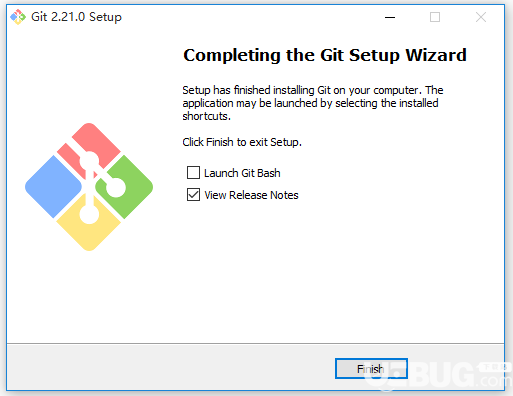 Git 2.21.0 Setup
Completing the Git Setup Wizard
Setup has finished installing Git on your computer. The
application may be launched by selecting the installed
shortcuts.
Click Finish to exit Setup.
Launch Git Bash
View Release Notes
Finish
UEBUG
.com